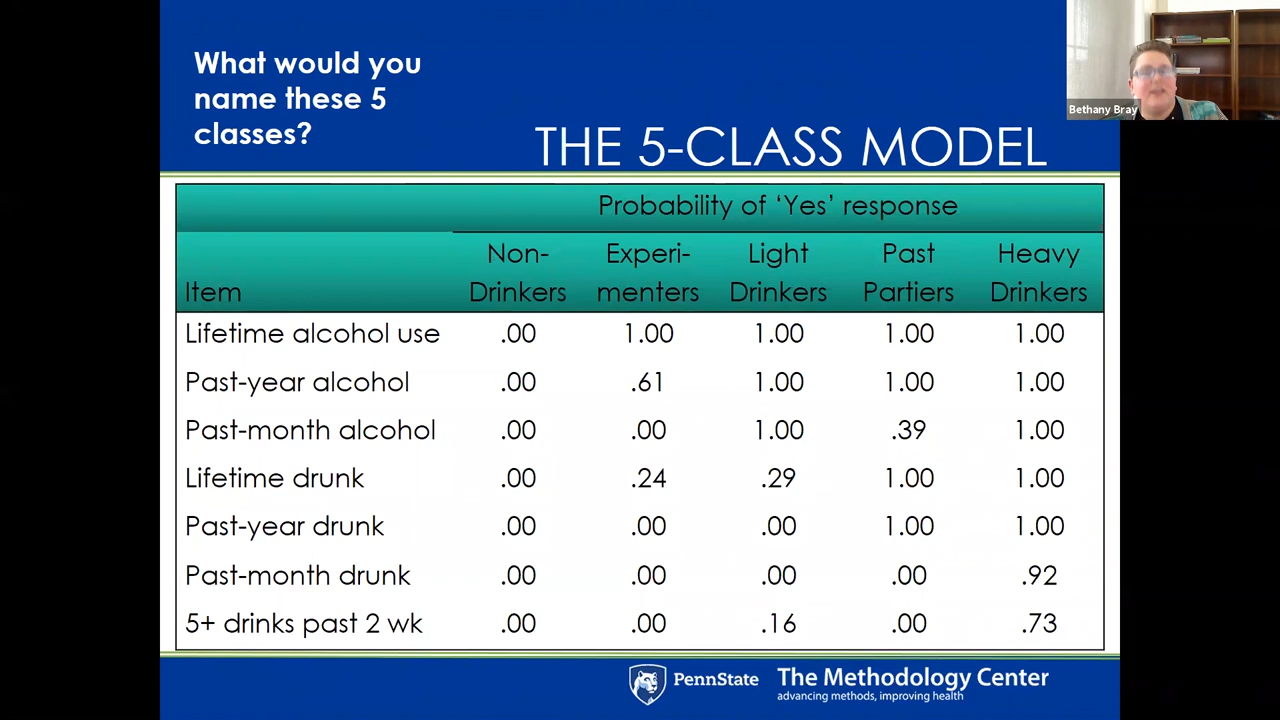 What would you
name these 5
classes?
THE 5-CLASS MODEL
Bethany Bray
Probability of ‘Yes’ response
Item Non-Drinkers Experi-menters Light Drinkers Past Partiers Heavy Drinkers
Lifetime alcohol use .00 1.00 1.00 1.00 1.00
Past-year alcohol .00 .61 1.00 1.00 1.00
Past-month alcohol .00 .00 1.00 .39 1.00
Lifetime drunk .00 .24 .29 1.00 1.00
Past-year drunk .00 .00 .00 1.00 1.00
Past-month drunk .00 .00 .00 .00 .92
5+ drinks past 2 wk .00 .00 .16 .00 .73
PennState
The Methodology Center
advancing methods, improving health